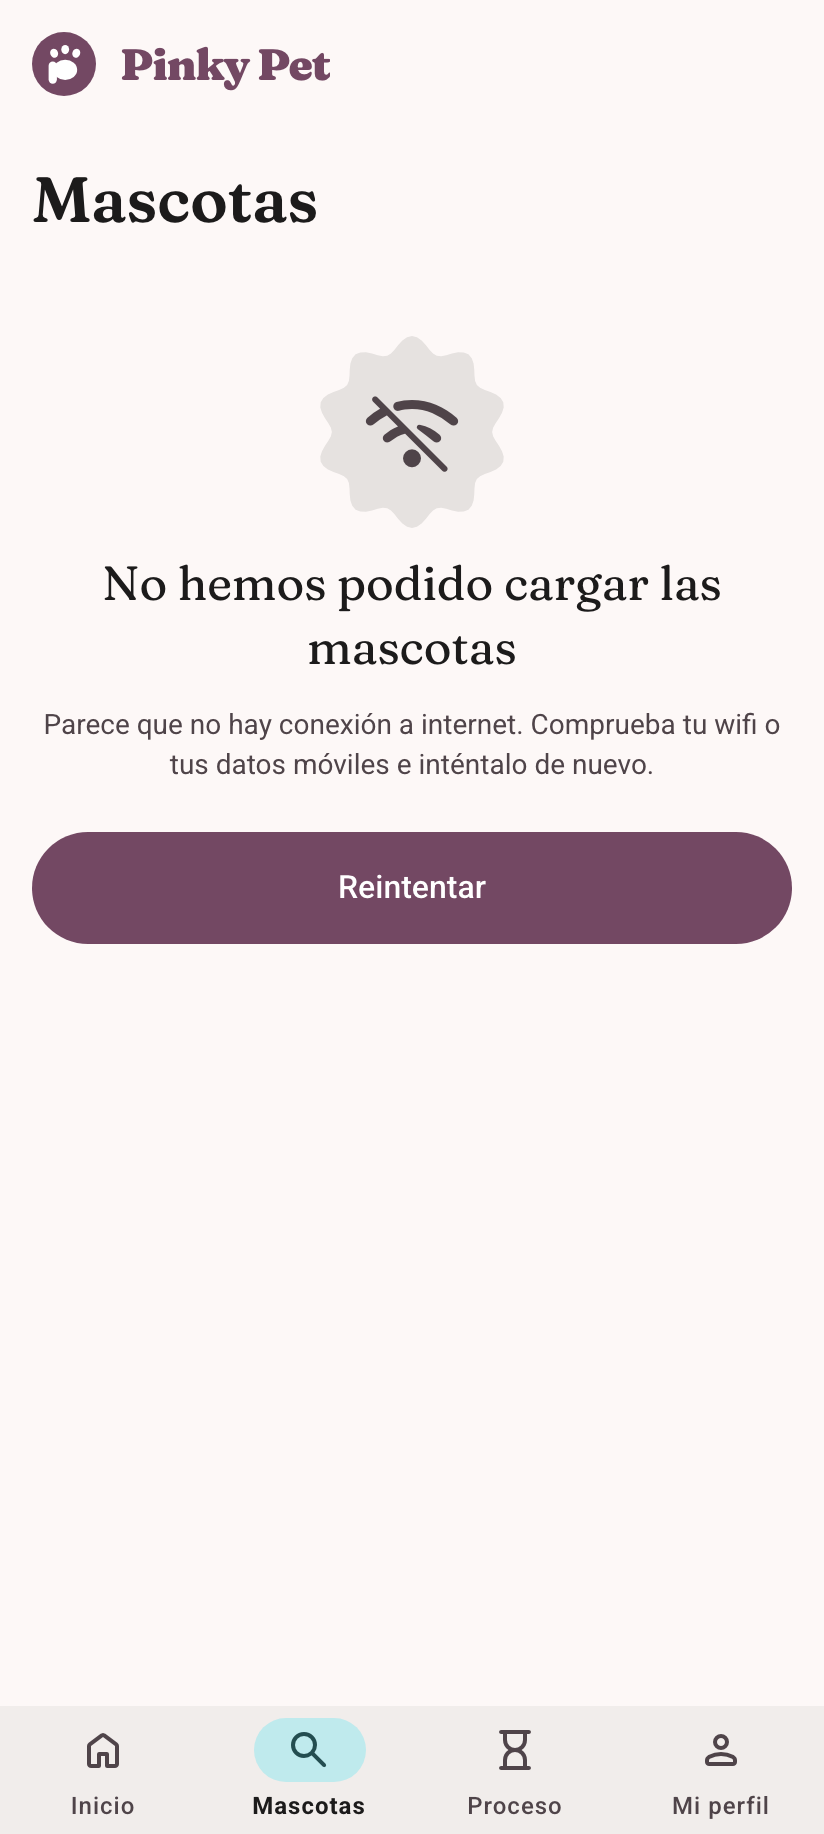 Pinky Pet
Mascotas
No hemos podido cargar las
mascotas
Parece que no hay conexión a internet. Comprueba tu wifi o
tus datos móviles e inténtalo de nuevo.
Reintentar
Inicio
Mascotas
Proceso
Mi perfil